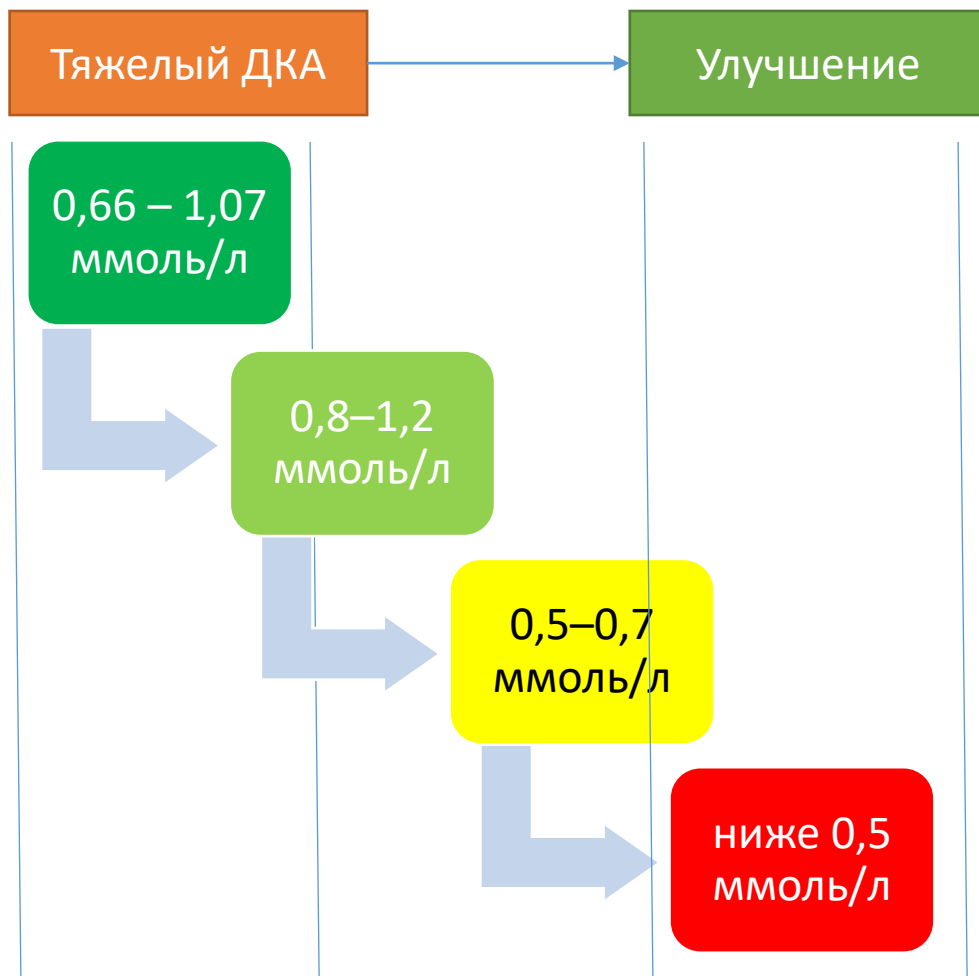 Тяжелый ДКА
Улучшение
0,66 – 1,07
ммоль/л
0,8–1,2
ммоль/л
0,5–0,7
ммоль/л
ниже 0,5
ммоль/л